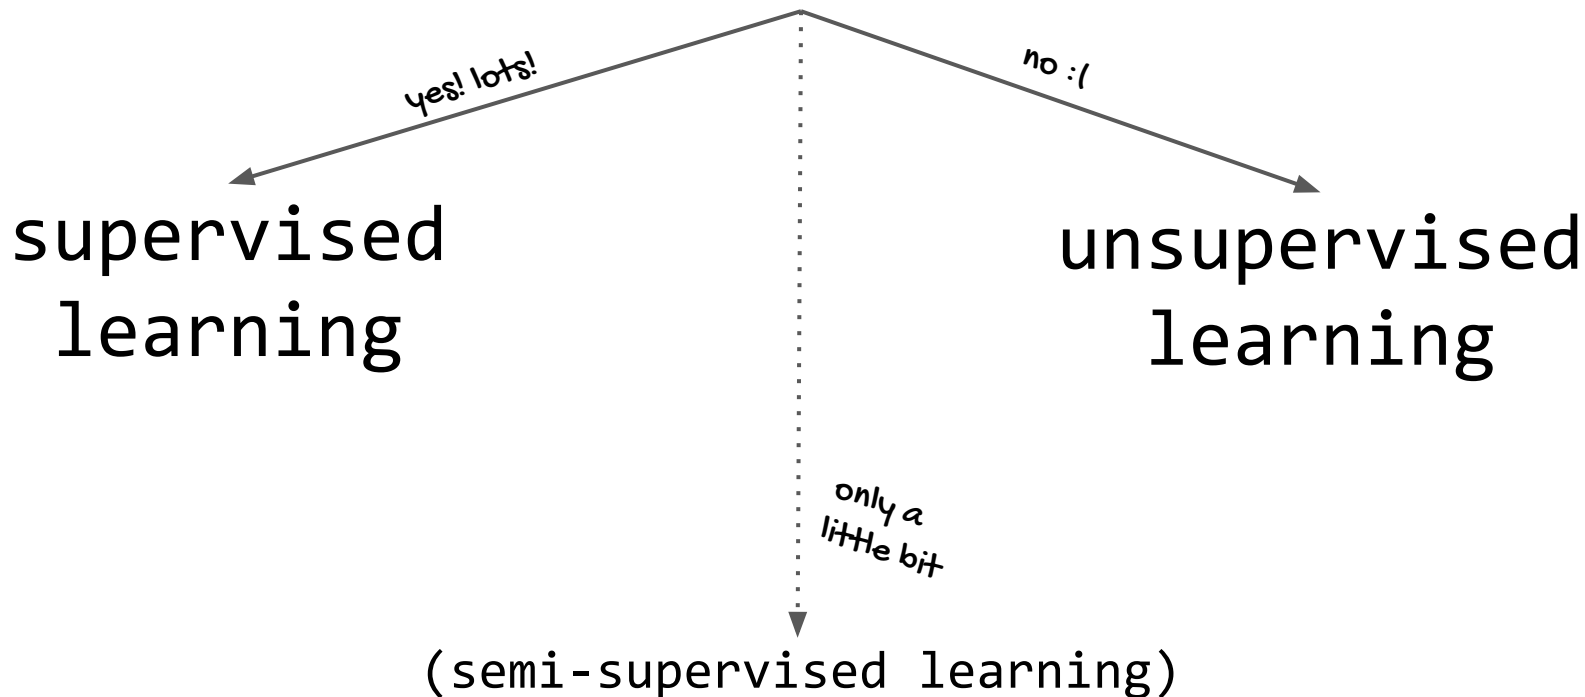 yes! lots!
no :(
supervised
learning
unsupervised
learning
only a
little bit
(semi-supervised learning)